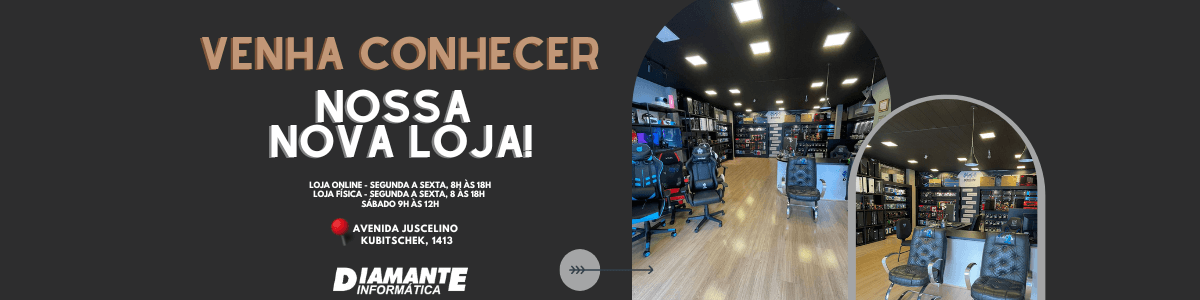 VENHA CONHECER
NOSSA
NOVA LOJA!
LOJA ONLINE - SEGUNDA A SEXTA, 8H ÀS 18H
LOJA FÍSICA - SEGUNDA A SEXTA, 8 ÀS 18H
SÁBADO 9H ÀS 12H
AVENIDA JUSCELINO
KUBITSCHEK, 1413
DIAMANTE
INFORMÁTICA